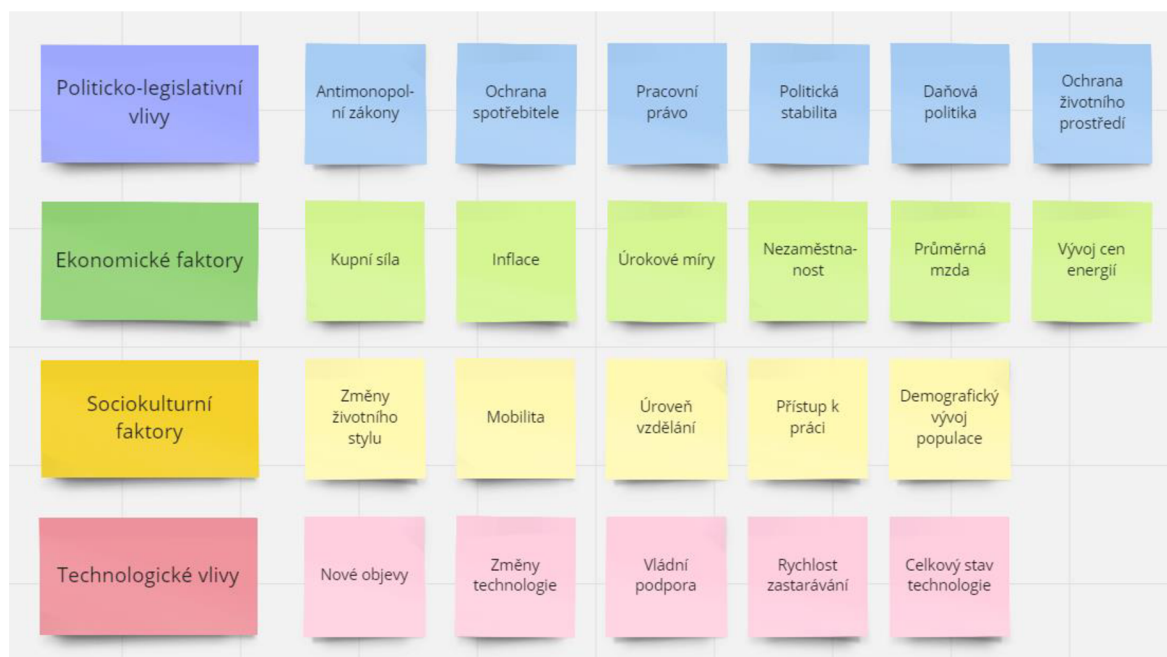 Politicko-legislativní
vlivy
Antimonopol-
ní zákony
Ochrana
spotřebitele
Pracovní
právo
Politická
stabilita
Daňová
politika
Ochrana
životního
prostředí
Ekonomické faktory
Kupní síla
Inflace
Úrokové míry
Nezaměstna-
nost
Průměrná
mzda
Vývoj cen
energií
Sociokulturní
faktory
Změny
životního
stylu
Mobilita
Úroveň
vzdělání
Přístup k
práci
Demografický
vývoj
populace
Technologické vlivy
Nové objevy
Změny
technologie
Vládní
podpora
Rychlost
zastarávání
Celkový stav
technologie